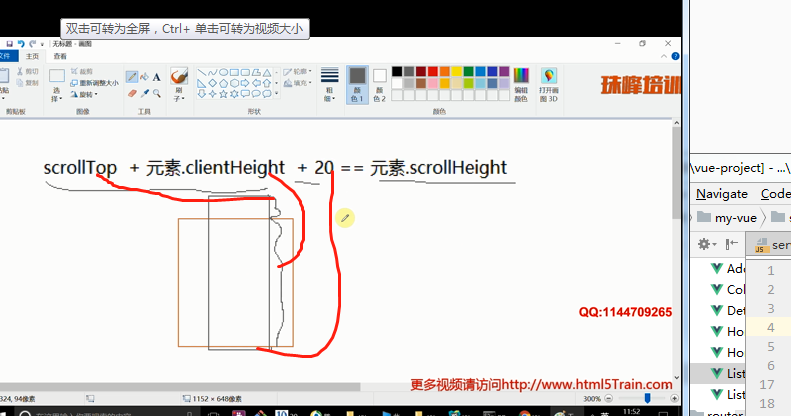 双击可转为全屏，Ctrl+ 单击可转为视频大小
无标题 - 画图
文件 主页 查看
剪切
复制
剪贴板
选择
裁剪
重新调整大小
旋转
图像
工具
刷子
形状
轮廓
填充
粗细
颜色 1
颜色 2
颜色
编辑颜色
打开画图 3D
珠峰培训
scrollTop + 元素.clientHeight + 20 == 元素.scrollHeight
QQ:1144709265
更多视频请访问http://www.html5Train.com
324, 94像素
1152 × 648像素
300%
11:52
\vue-project] - ...\
Navigate Code
my-vue
ser
Add
Col
Det
Ho
Ho
List
List
router
1
2
3
4
17
18